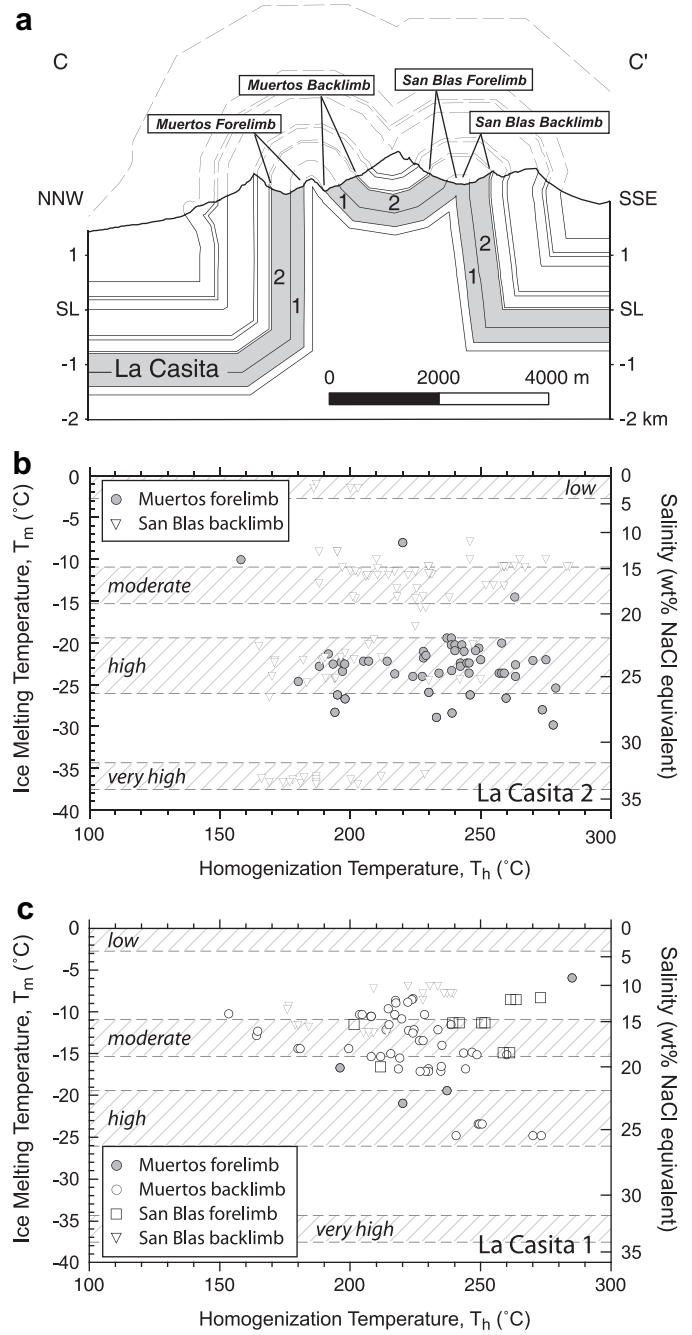 a
C
C'
Muertos Backlimb
San Blas Forelimb
Muertos Forelimb
San Blas Backlimb
NNW
SSE
1
2
1
2
1
2
1
1
SL
SL
2
1
-1
-1
La Casita
0 2000 4000 m
-2
-2 km
b
Ice Melting Temperature, Tm (˚C)
0
-5
-10
-15
-20
-25
-30
-35
-40
Muertos forelimb
San Blas backlimb
low
moderate
high
very high
La Casita 2
0
5
10
15
20
25
30
35
Salinity (wt% NaCl equivalent)
100 150 200 250 300
Homogenization Temperature, Th (˚C)
c
Ice Melting Temperature, Tm (˚C)
0
-5
-10
-15
-20
-25
-30
-35
-40
low
moderate
high
Muertos forelimb
Muertos backlimb
San Blas forelimb
San Blas backlimb
very high
La Casita 1
0
5
10
15
20
25
30
35
Salinity (wt% NaCl equivalent)
100 150 200 250 300
Homogenization Temperature, Th (˚C)